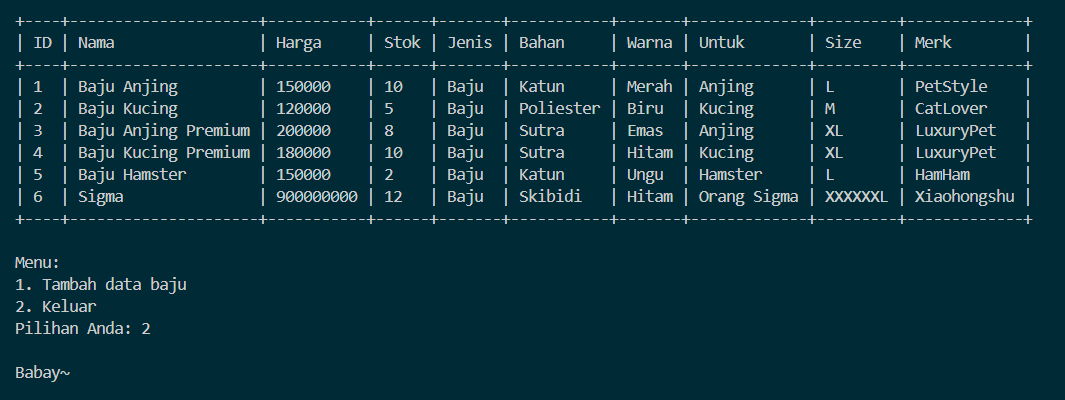 +----+---------------------+-----------+------+-------+-----------+-------+-------------+---------+-------------+
| ID | Nama                | Harga     | Stok | Jenis | Bahan     | Warna | Untuk       | Size    | Merk        |
+----+---------------------+-----------+------+-------+-----------+-------+-------------+---------+-------------+
| 1  | Baju Anjing         | 150000    | 10   | Baju  | Katun     | Merah | Anjing      | L       | PetStyle    |
| 2  | Baju Kucing         | 120000    | 5    | Baju  | Poliester | Biru  | Kucing      | M       | CatLover    |
| 3  | Baju Anjing Premium | 200000    | 8    | Baju  | Sutra     | Emas  | Anjing      | XL      | LuxuryPet   |
| 4  | Baju Kucing Premium | 180000    | 10   | Baju  | Sutra     | Hitam | Kucing      | XL      | LuxuryPet   |
| 5  | Baju Hamster        | 150000    | 2    | Baju  | Katun     | Ungu  | Hamster     | L       | HamHam      |
| 6  | Sigma               | 900000000 | 12   | Baju  | Skibidi   | Hitam | Orang Sigma | XXXXXXL | Xiaohongshu |
+----+---------------------+-----------+------+-------+-----------+-------+-------------+---------+-------------+
Menu:
1. Tambah data baju
2. Keluar
Pilihan Anda: 2
Babay~